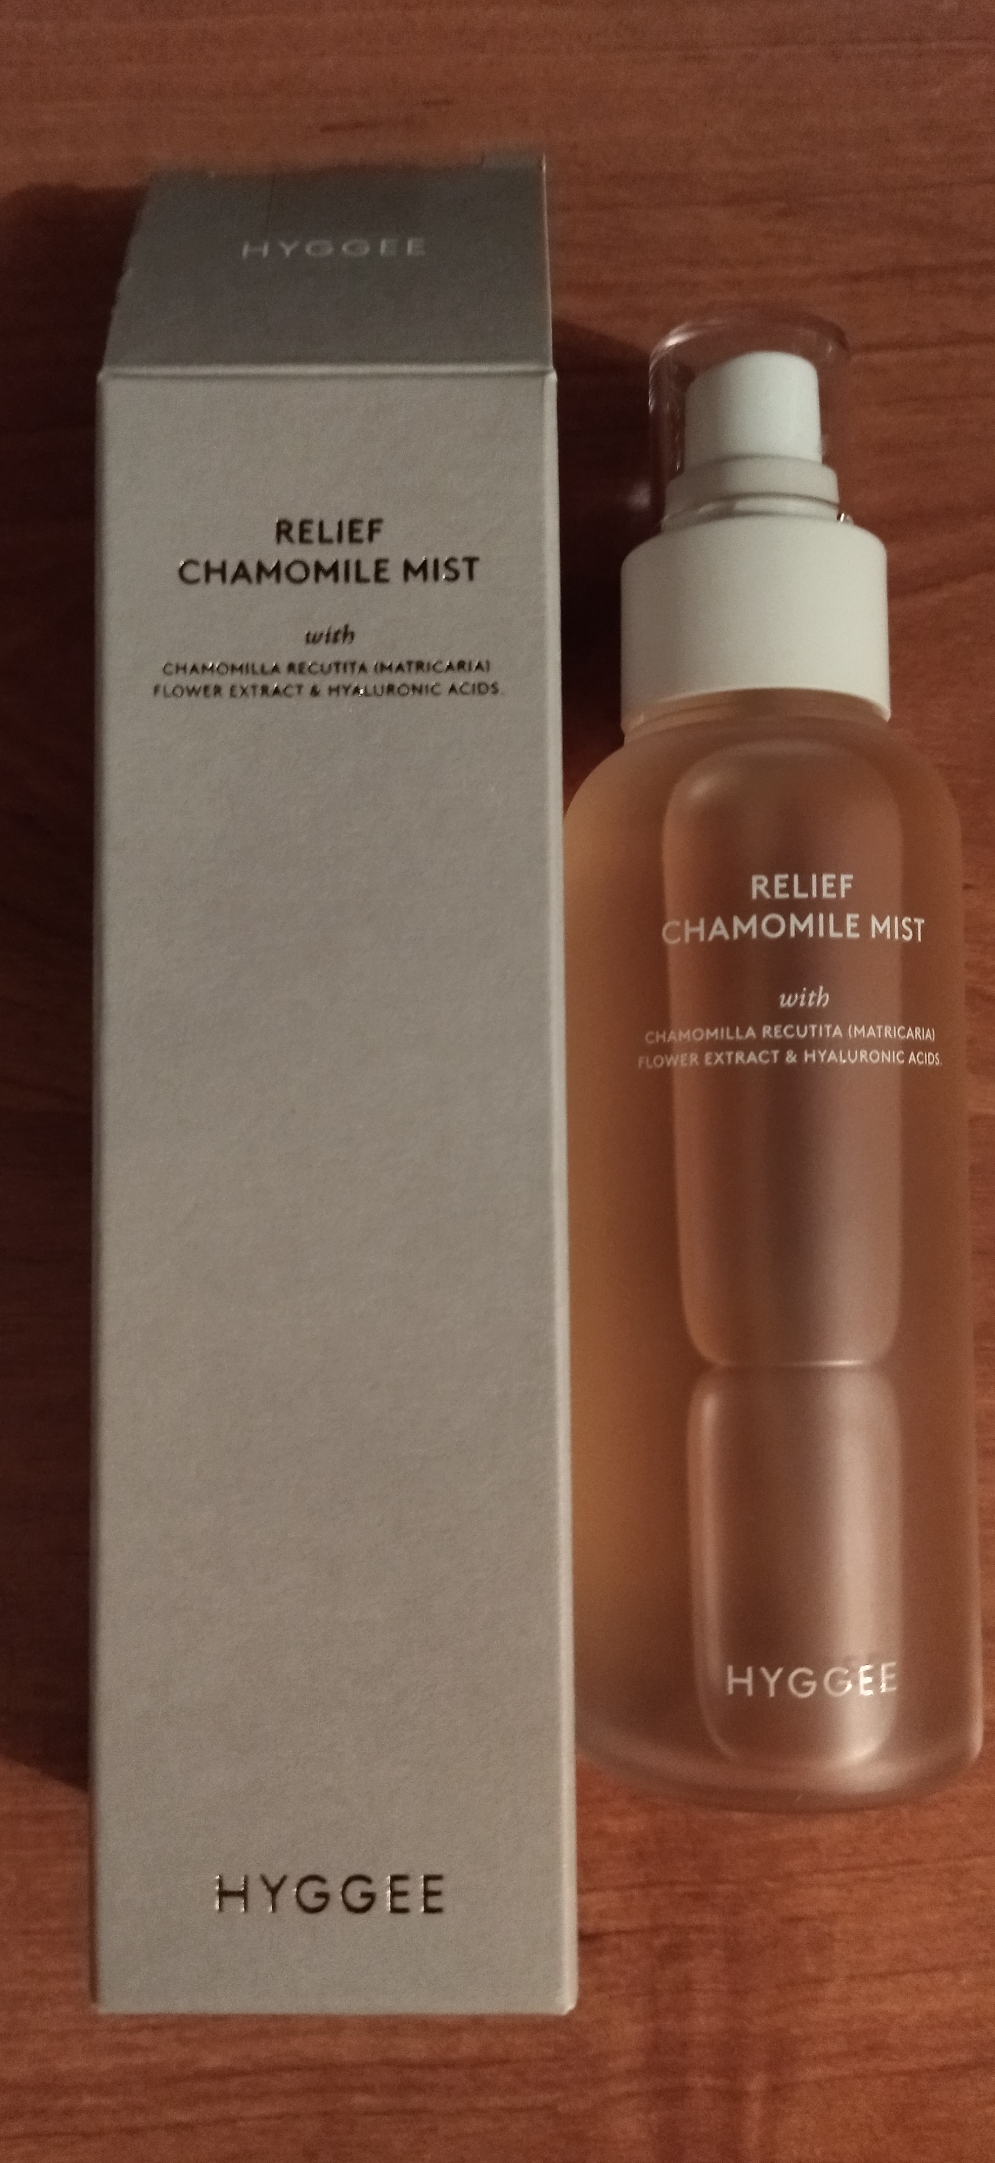 HYGGEE
RELIEF
CHAMOMILE MIST
with
CHAMOMILLA RECUTITA (MATRICARIA)
FLOWER EXTRACT & HYALURONIC ACIDS.
HYGGEE
RELIEF
CHAMOMILE MIST
with
CHAMOMILLA RECUTITA (MATRICARIA)
FLOWER EXTRACT & HYALURONIC ACIDS.
HYGGEE